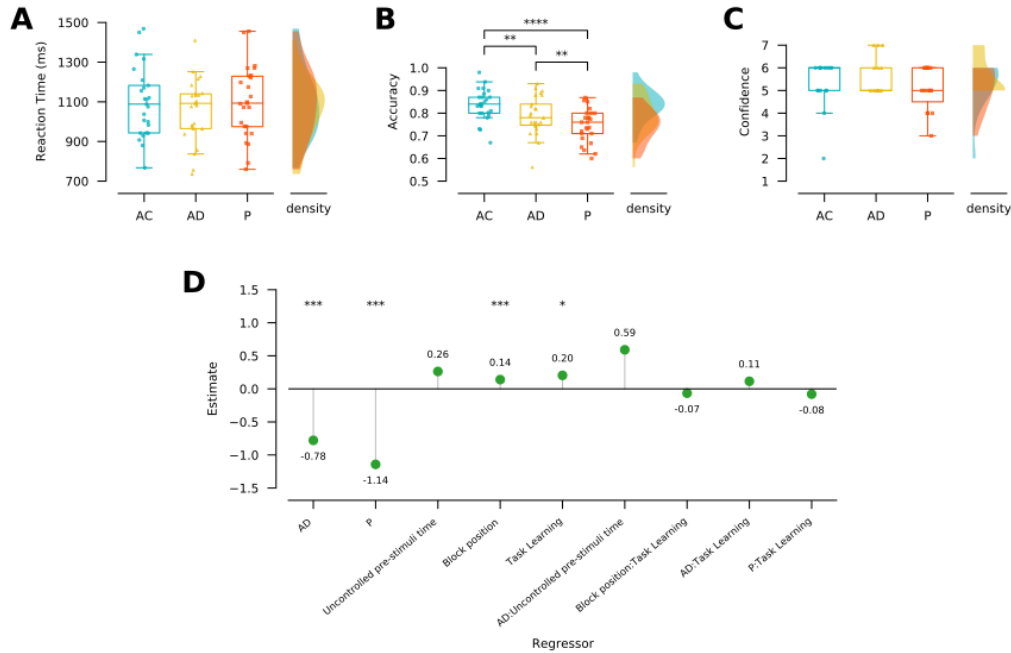 A
Reaction Time (ms)
1500
1300
1100
900
700
AC
AD
P
density
B
****
**
**
Accuracy
1.0
0.9
0.8
0.7
0.6
0.5
AC
AD
P
density
C
Confidence
7
6
5
4
3
2
1
AC
AD
P
density
D
Estimate
1.5
1.0
0.5
0.0
−0.5
−1.0
−1.5
***
***
***
*
-0.78
-1.14
0.26
0.14
0.20
0.59
-0.07
0.11
-0.08
AD
P
Uncontrolled pre-stimuli time
Block position
Task Learning
AD:Uncontrolled pre-stimuli time
Block position:Task Learning
AD:Task Learning
P:Task Learning
Regressor